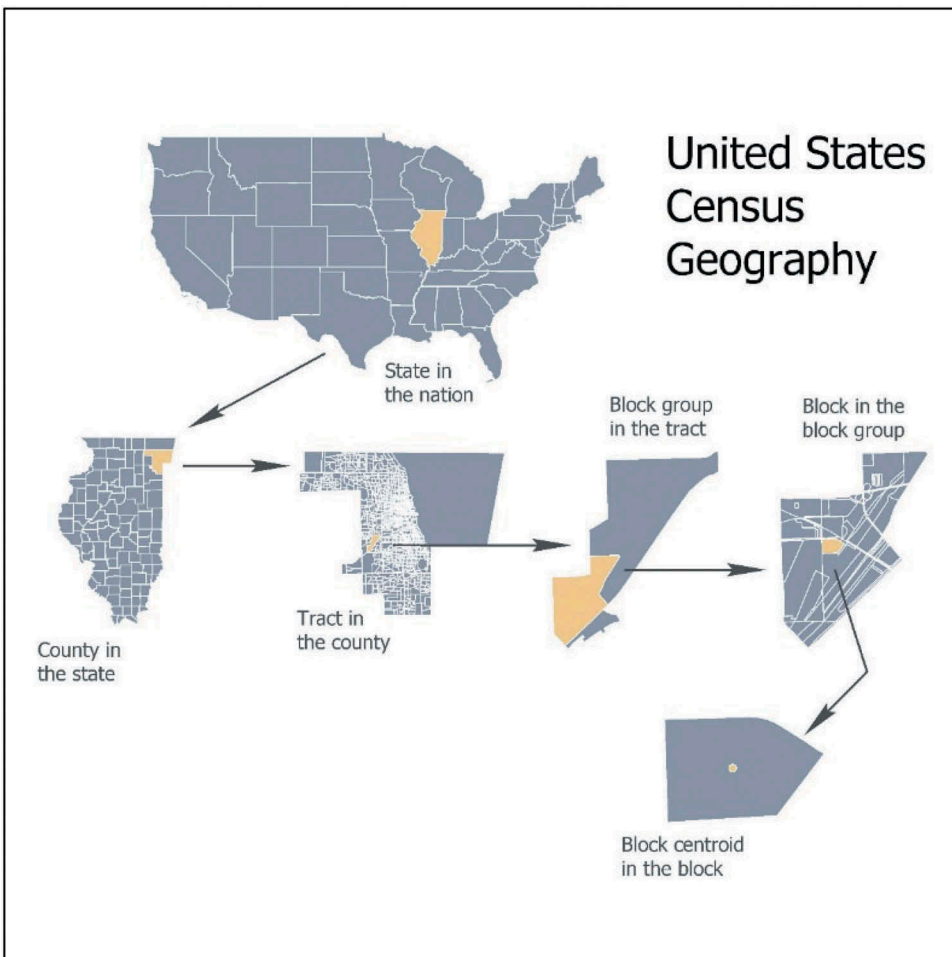 United States
Census
Geography
State in
the nation
Block group
in the tract
Block in the
block group
Tract in
the county
County in
the state
Block centroid
in the block